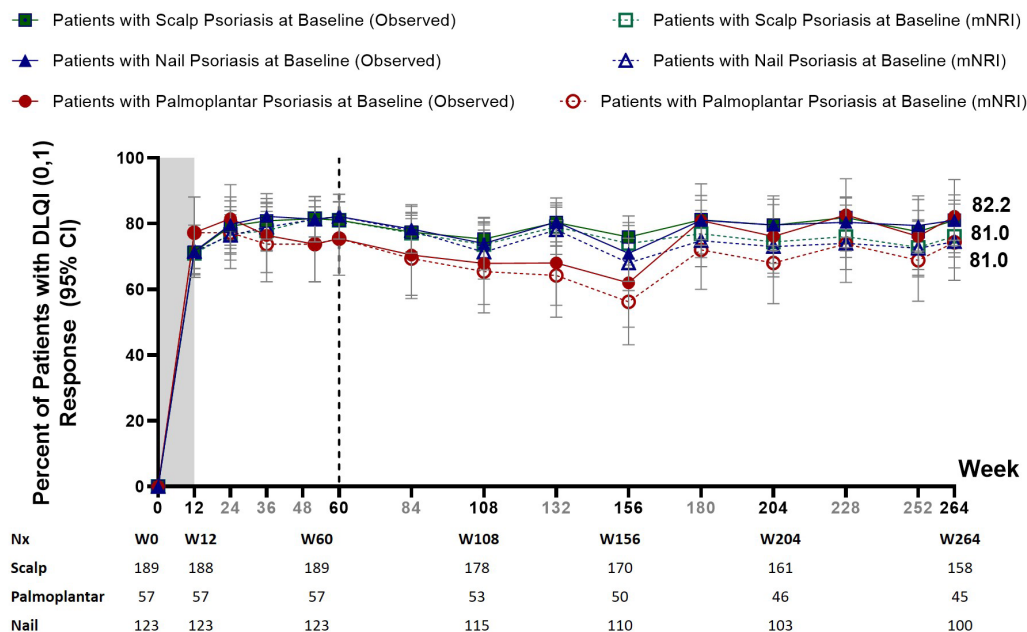 Patients with Scalp Psoriasis at Baseline (Observed)
Patients with Scalp Psoriasis at Baseline (mNRI)
Patients with Nail Psoriasis at Baseline (Observed)
Patients with Nail Psoriasis at Baseline (mNRI)
Patients with Palmoplantar Psoriasis at Baseline (Observed)
Patients with Palmoplantar Psoriasis at Baseline (mNRI)
Percent of Patients with DLQI (0,1)
Response (95% CI)
100
80
60
40
20
0
82.2
81.0
81.0
Week
0 12 24 36 48 60 84 108 132 156 180 204 228 252 264
Nx W0 W12 W60 W108 W156 W204 W264
Scalp 189 188 189 178 170 161 158
Palmoplantar 57 57 57 53 50 46 45
Nail 123 123 123 115 110 103 100